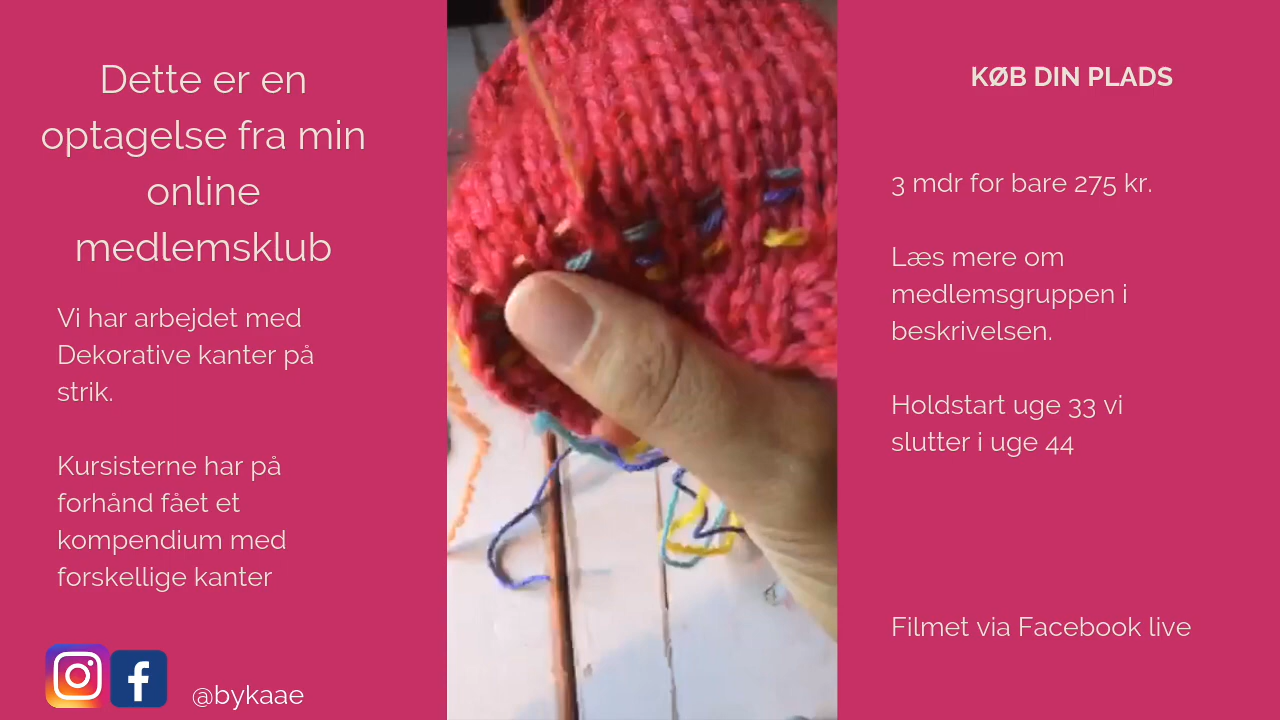 Dette er en
optagelse fra min
online
medlemsklub
Vi har arbejdet med
Dekorative kanter på
strik.
Kursisterne har på
forhånd fået et
kompendium med
forskellige kanter
@bykaae
KØB DIN PLADS
3 mdr for bare 275 kr.
Læs mere om
medlemsgruppen i
beskrivelsen.
Holdstart uge 33 vi
slutter i uge 44
Filmet via Facebook live